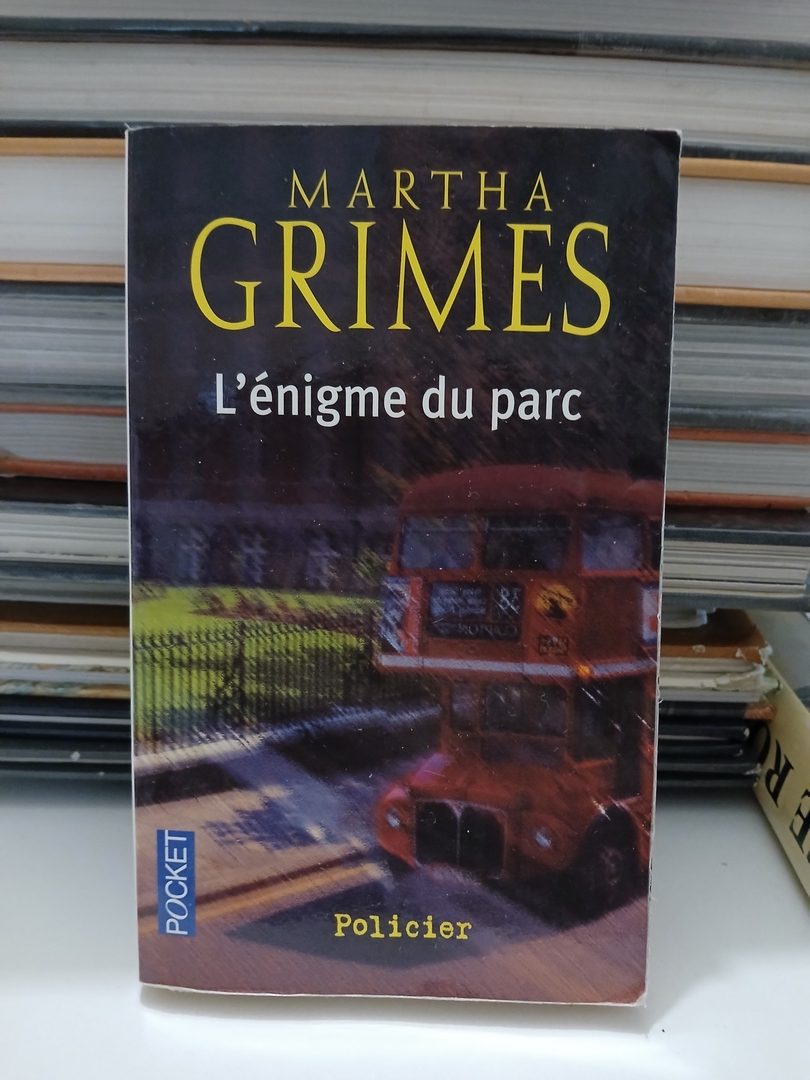 MARTHA
GRIMES
L'énigme du parc
POCKET
Policier